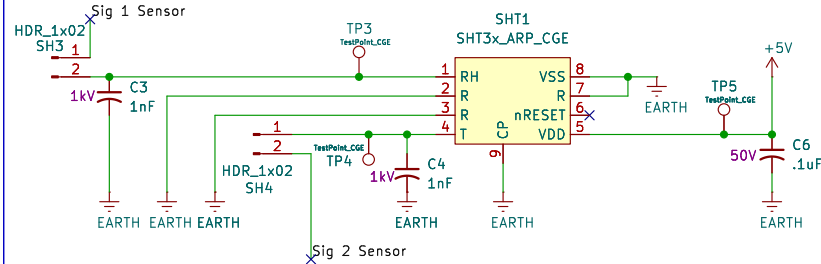 Sig 1 Sensor
HDR_1x02
SH3
1
2
1kV
C3
1nF
TP3
TestPoint_CGE
SHT1
SHT3x_ARP_CGE
1 RH VSS 8
2 R R 7
3 R nRESET 6
4 T VDD 5
CP
9
EARTH
+5V
TP5
TestPoint_CGE
1
2
HDR_1x02
SH4
TestPoint_CGE
TP4
1kV
C4
1nF
50V
C6
.1uF
EARTH
EARTH
EARTH
EARTH
EARTH
EARTH
Sig 2 Sensor